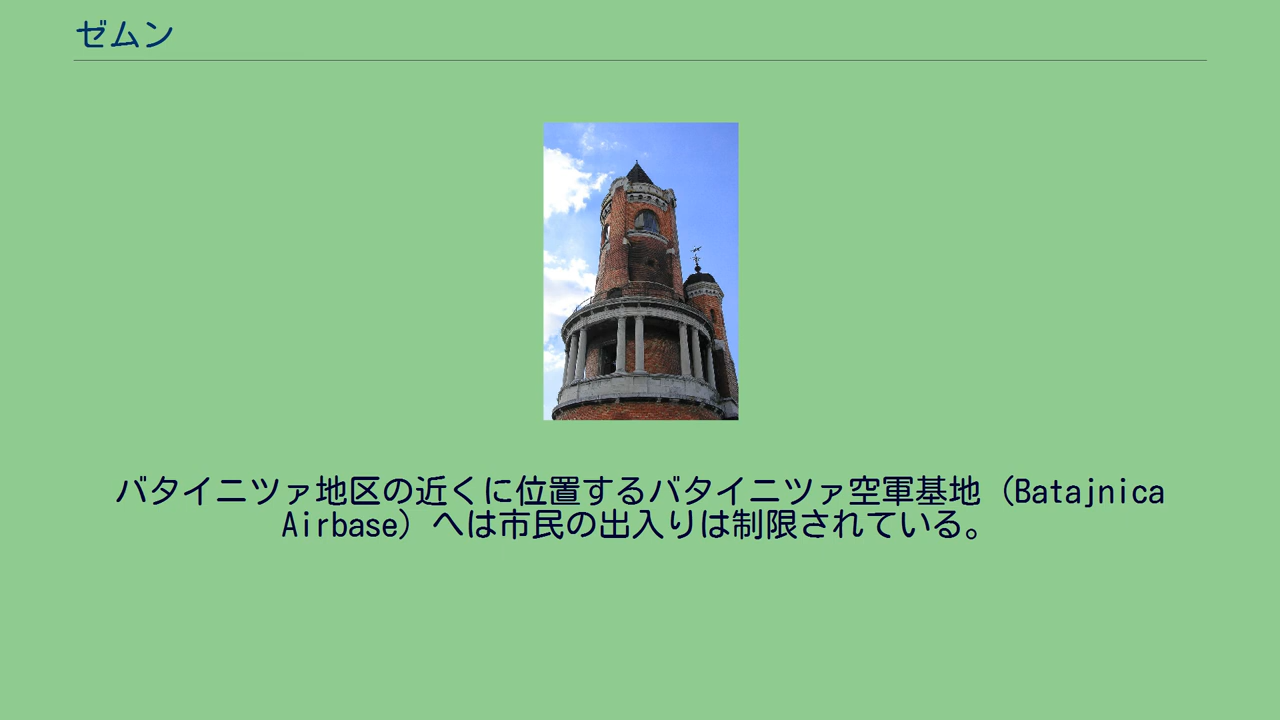 ゼムン
バタイニツァ地区の近くに位置するバタイニツァ空軍基地（Batajnica
Airbase）へは市民の出入りは制限されている。